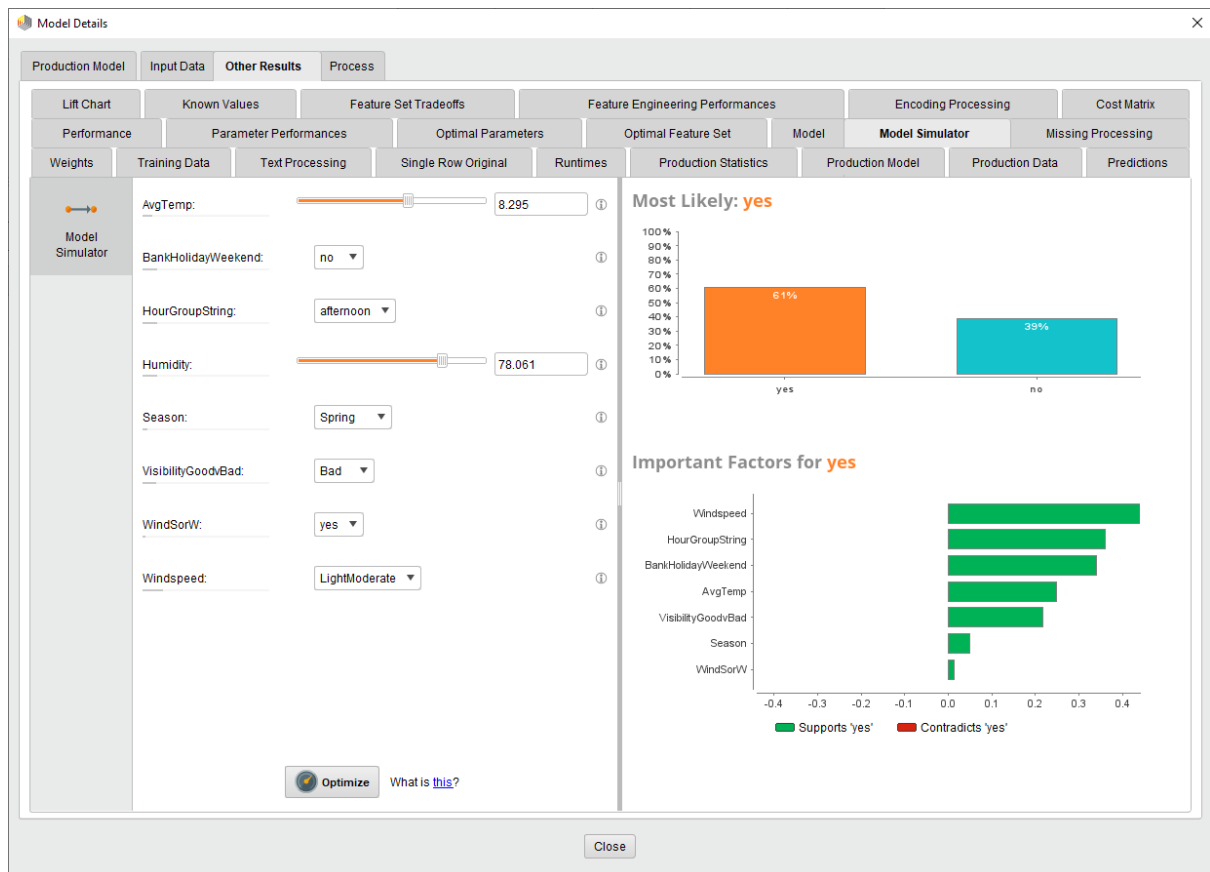 Model Details
Production Model Input Data Other Results Process
Lift Chart Known Values Feature Set Tradeoffs Feature Engineering Performances Encoding Processing Cost Matrix
Performance Parameter Performances Optimal Parameters Optimal Feature Set Model Model Simulator Missing Processing
Weights Training Data Text Processing Single Row Original Runtimes Production Statistics Production Model Production Data Predictions
Model
Simulator
AvgTemp: 8.295
BankHolidayWeekend: no
HourGroupString: afternoon
Humidity: 78.061
Season: Spring
VisibilityGoodvBad: Bad
WindSorW: yes
Windspeed: LightModerate
Optimize What is this?
Most Likely: yes
100 %
90 %
80 %
70 %
60 %
50 %
40 %
30 %
20 %
10 %
0 %
61%
39%
yes no
Important Factors for yes
Windspeed
HourGroupString
BankHolidayWeekend
AvgTemp
VisibilityGoodvBad
Season
WindSorW
-0.4 -0.3 -0.2 -0.1 0.0 0.1 0.2 0.3 0.4
Supports 'yes' Contradicts 'yes'
Close